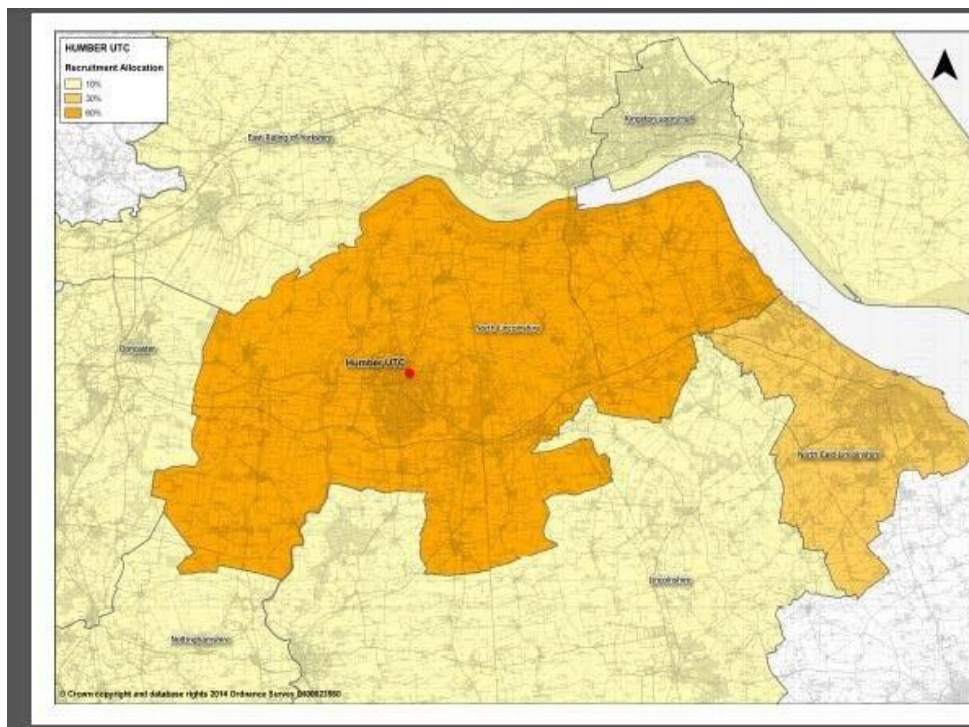 HUMBER UTC
Recruitment Allocation
10%
30%
60%
East Riding of Yorkshire
Kingston upon Hull
North Lincolnshire
Doncaster
Humber UTC
North East Lincolnshire
Lincolnshire
Nottinghamshire
© Crown copyright and database rights 2014 Ordnance Survey